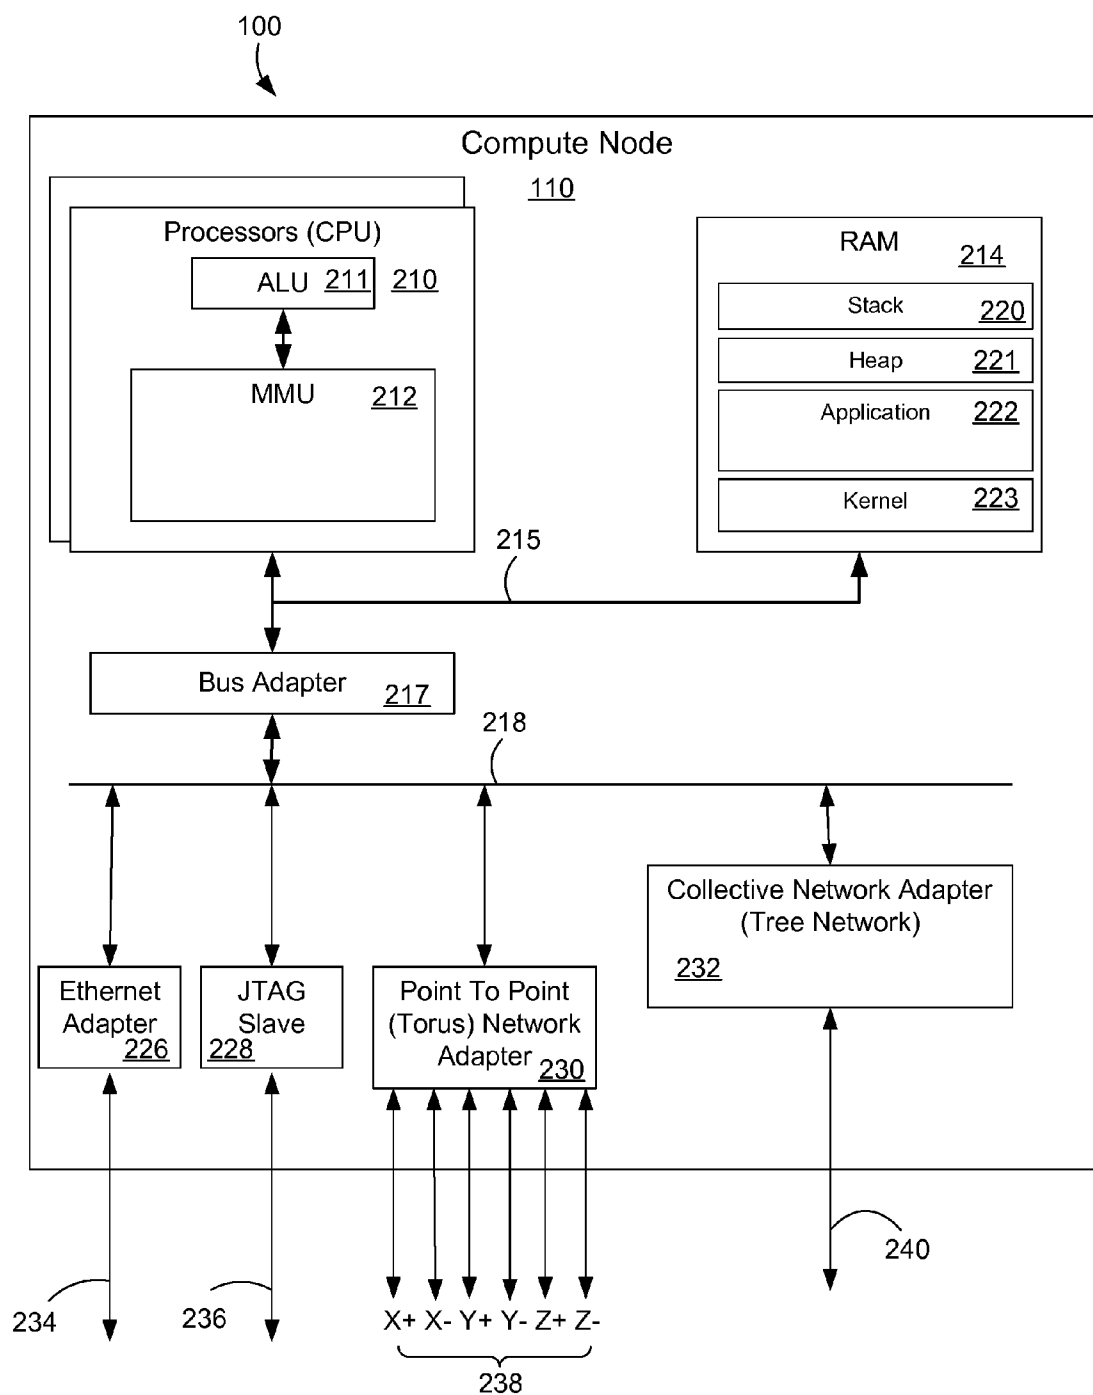 100
Compute Node
110
Processors (CPU)
ALU 211 210
MMU 212
RAM
214
Stack 220
Heap 221
Application 222
Kernel 223
215
Bus Adapter 217
218
Collective Network Adapter
(Tree Network)
232
Ethernet
Adapter
226
JTAG
Slave
228
Point To Point
(Torus) Network
Adapter 230
240
234
236
X+ X- Y+ Y- Z+ Z-
238